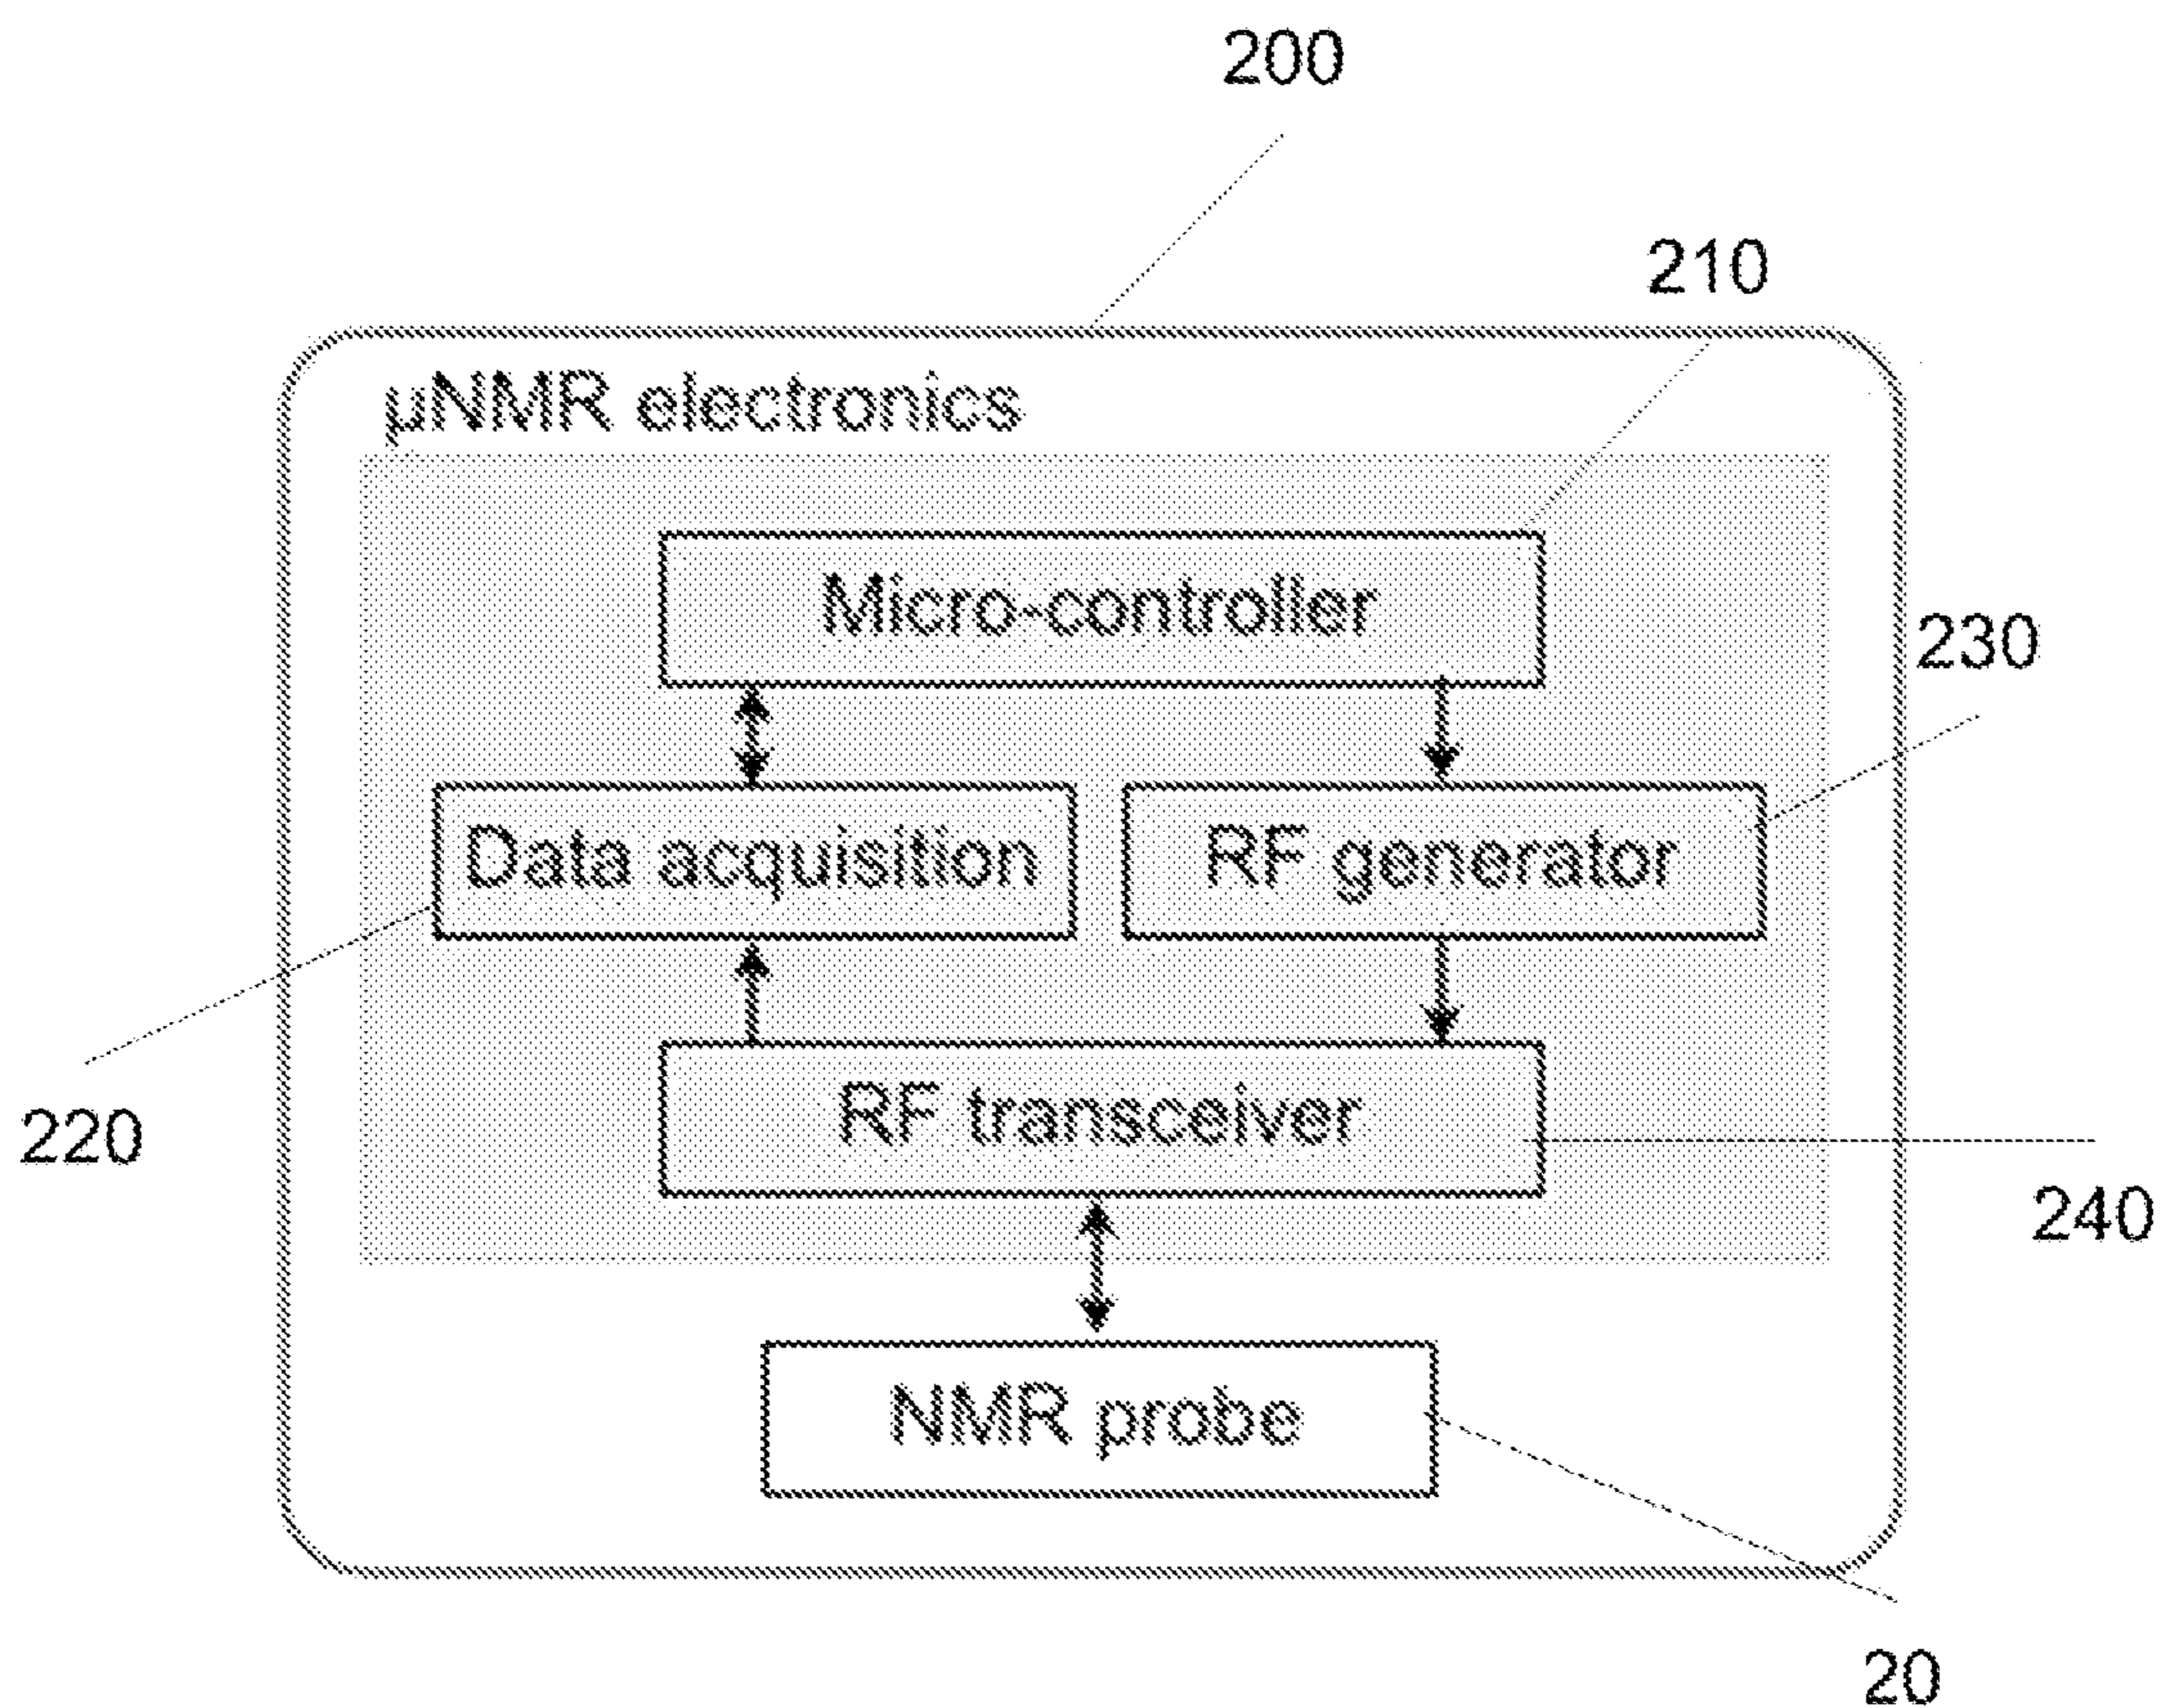 200
210
µNMR electronics
Micro-controller
230
Data acquisition
RF generator
220
RF transceiver
240
NMR probe
20